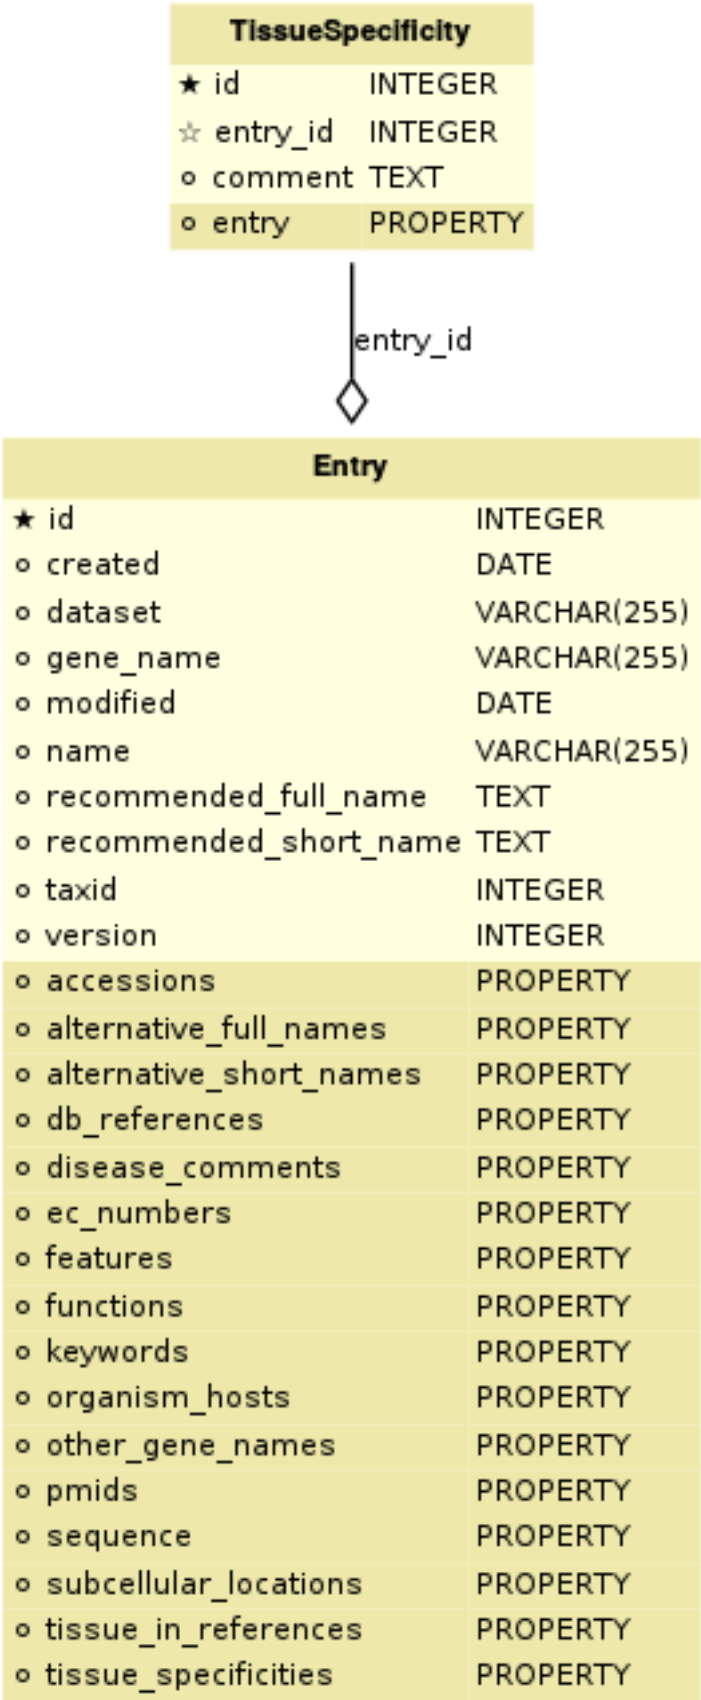 TissueSpecificity
★ id INTEGER
☆ entry_id INTEGER
comment TEXT
entry PROPERTY
entry_id
Entry
★ id INTEGER
created DATE
dataset VARCHAR(255)
gene_name VARCHAR(255)
modified DATE
name VARCHAR(255)
recommended_full_name TEXT
recommended_short_name TEXT
taxid INTEGER
version INTEGER
accessions PROPERTY
alternative_full_names PROPERTY
alternative_short_names PROPERTY
db_references PROPERTY
disease_comments PROPERTY
ec_numbers PROPERTY
features PROPERTY
functions PROPERTY
keywords PROPERTY
organism_hosts PROPERTY
other_gene_names PROPERTY
pmids PROPERTY
sequence PROPERTY
subcellular_locations PROPERTY
tissue_in_references PROPERTY
tissue_specificities PROPERTY